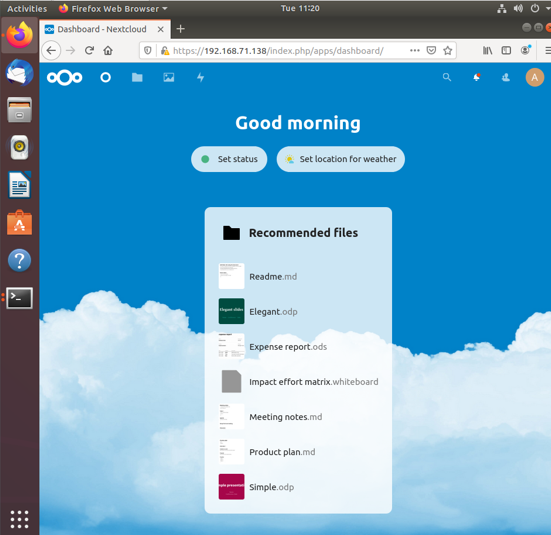 Activities Firefox Web Browser Tue 11:20
Dashboard - Nextcloud
https://192.168.71.138/index.php/apps/dashboard/
A
Good morning
Set status Set location for weather
Recommended files
Readme.md
Elegant slides
Elegant.odp
Expense report.ods
Impact effort matrix.whiteboard
Meeting notes.md
Product plan.md
Simple.odp